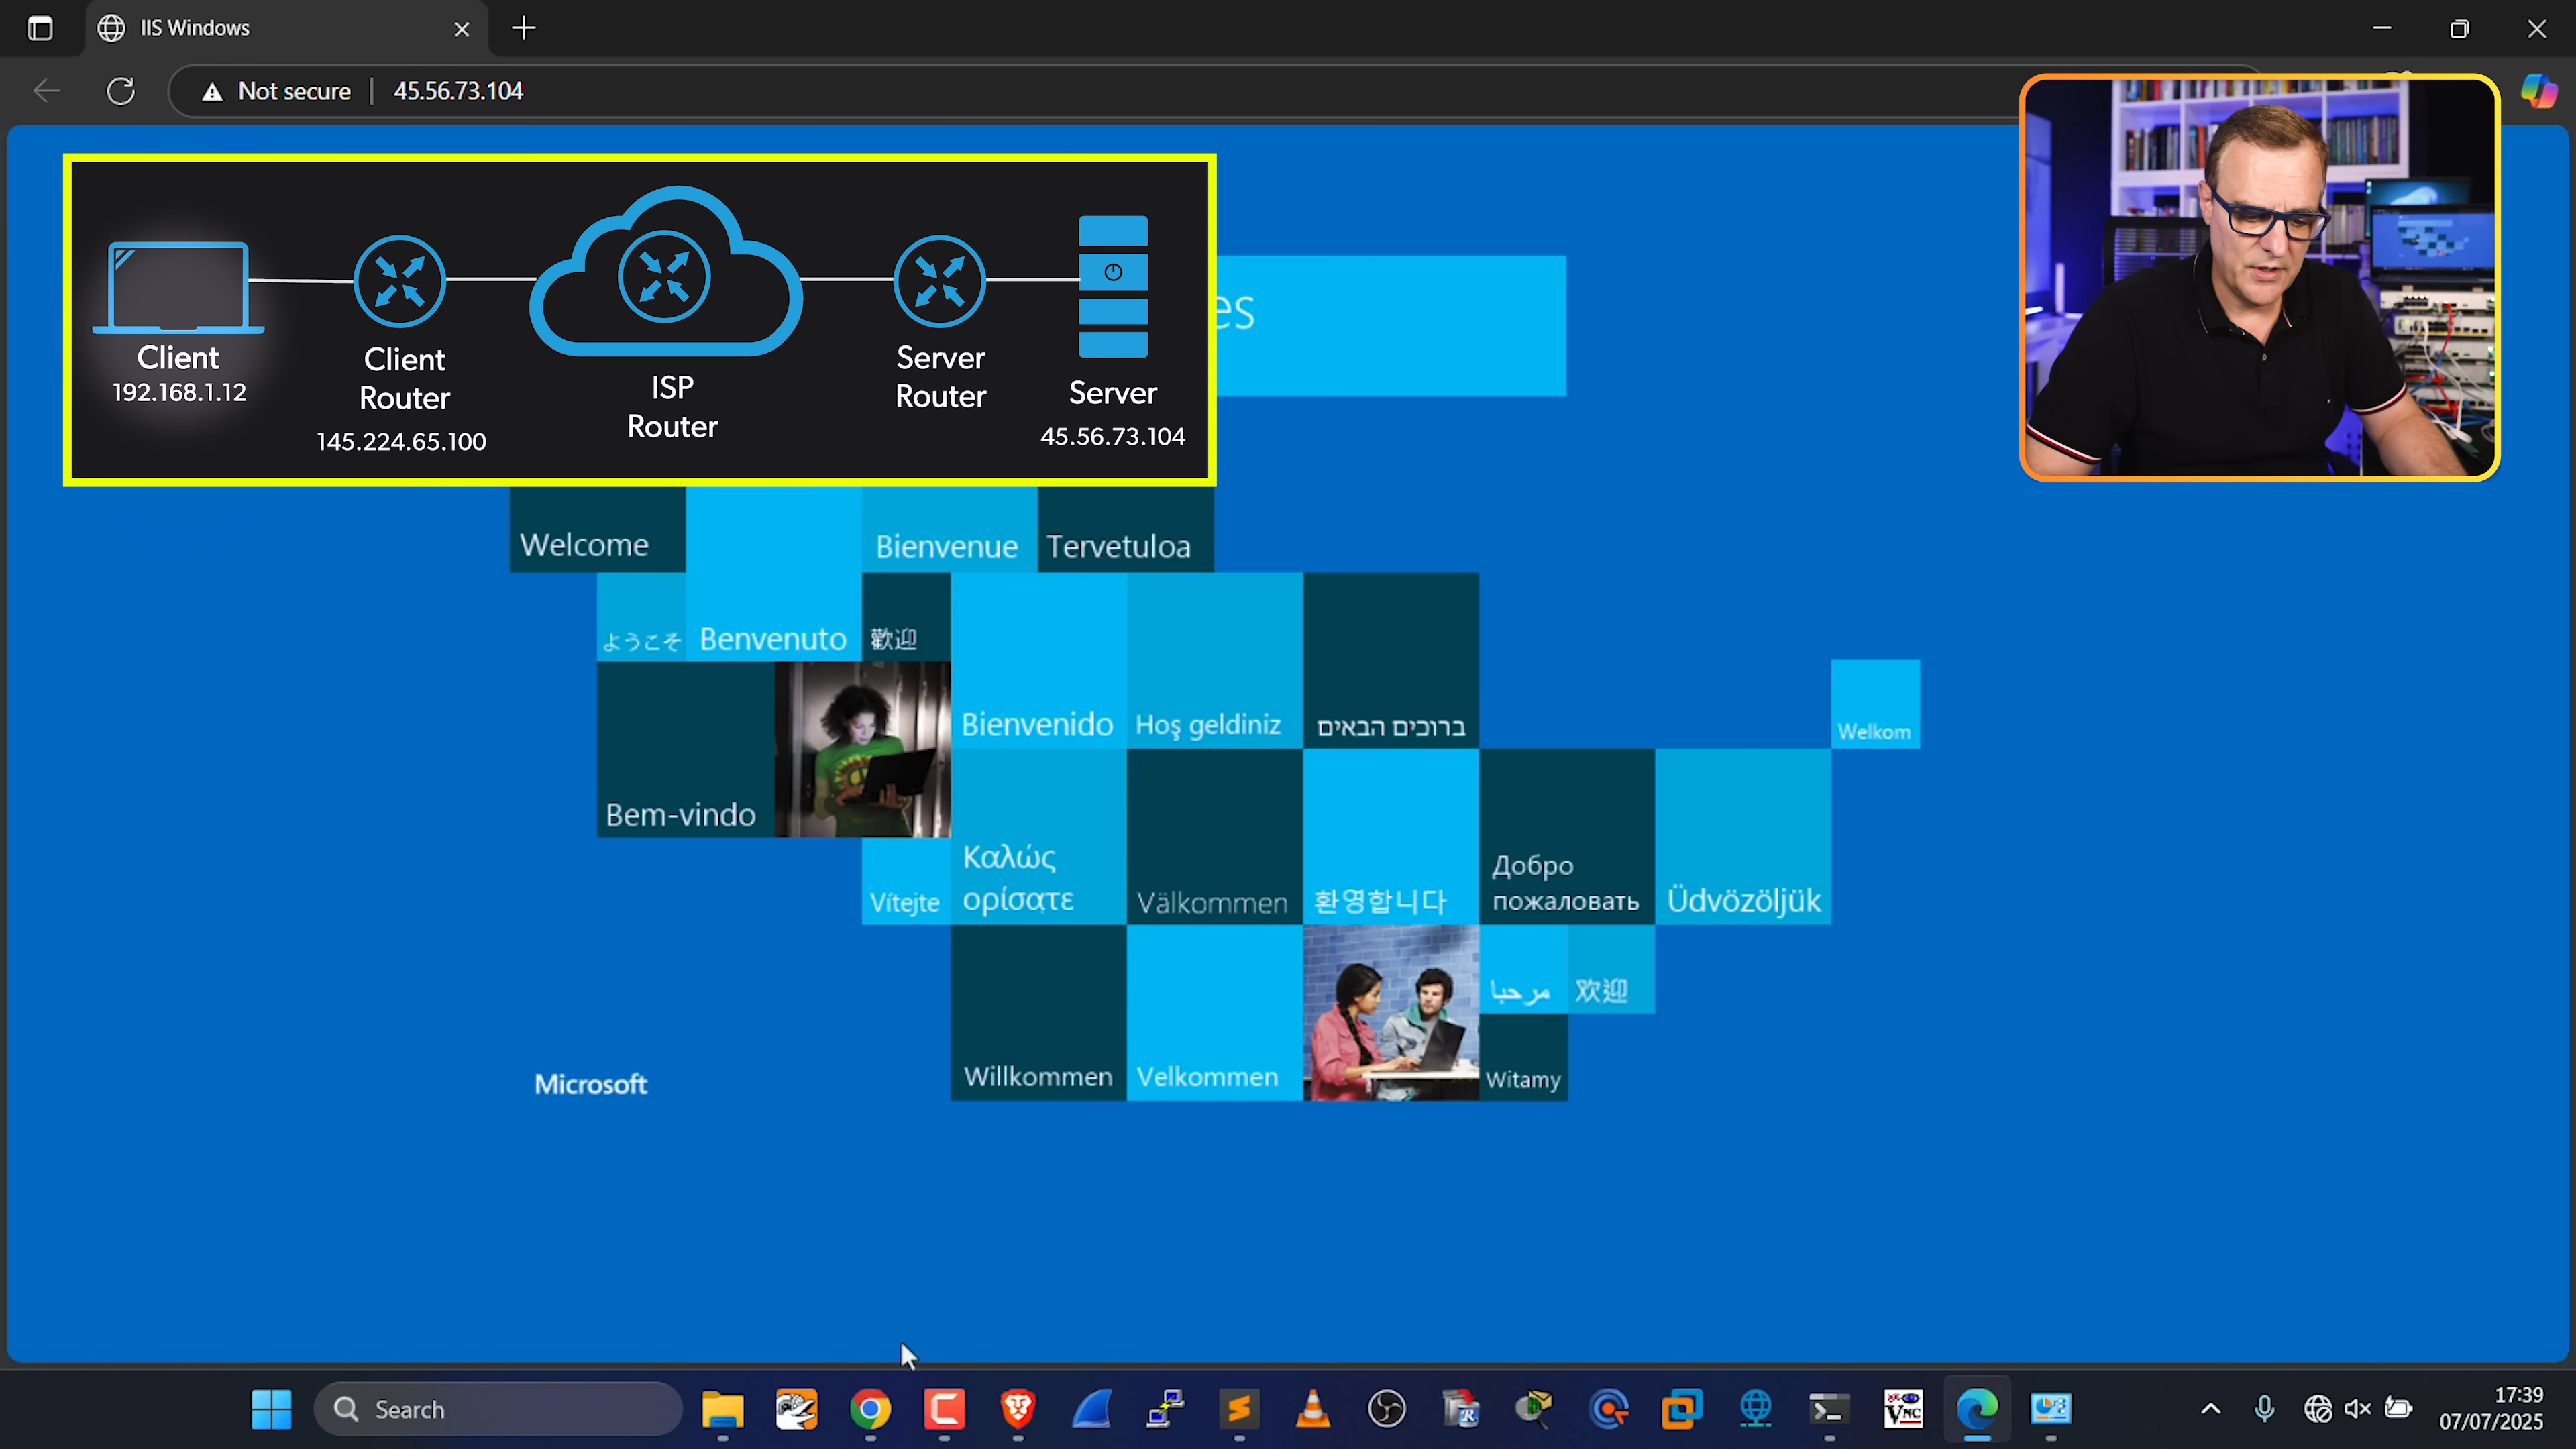 IIS Windows
Not secure
45.56.73.104
Client
192.168.1.12
Client
Router
145.224.65.100
ISP
Router
Server
Router
Server
45.56.73.104
es
Welcome
Bienvenue
Tervetuloa
ようこそ
Benvenuto
歡迎
Bienvenido
Hoş geldiniz
ברוכים הבאים
Welkom
Bem-vindo
Vítejte
Καλώς
ορίσατε
Välkommen
환영합니다
Добро
пожаловать
Üdvözöljük
مرحبا
欢迎
Microsoft
Willkommen
Velkommen
Witamy
Search
VNC
17:39
07/07/2025